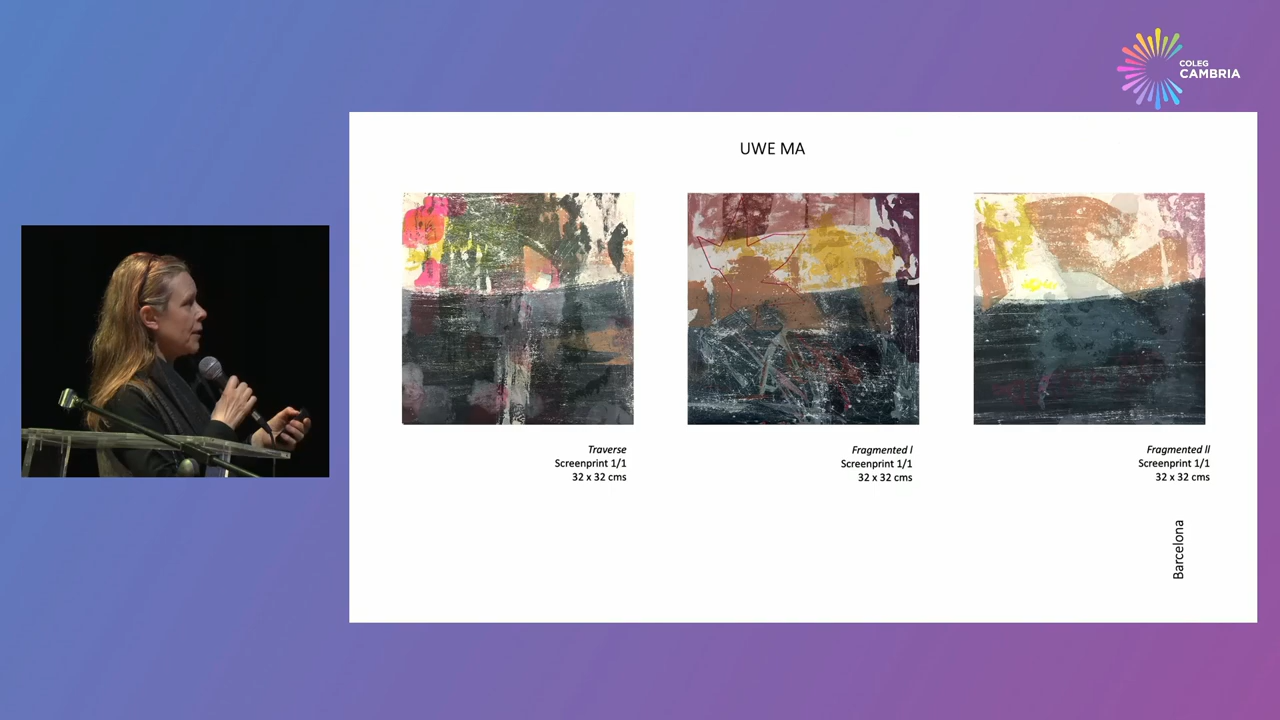 COLEG
CAMBRIA
UWE MA
Traverse
Screenprint 1/1
32 x 32 cms
Fragmented l
Screenprint 1/1
32 x 32 cms
Fragmented ll
Screenprint 1/1
32 x 32 cms
Barcelona